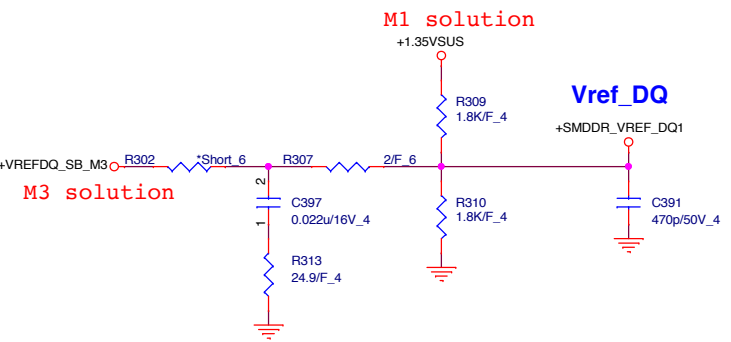 M1 solution
+1.35VSUS
R309
1.8K/F_4
Vref_DQ
+SMDDR_VREF_DQ1
+VREFDQ_SB_M3
R302
*Short_6
R307
2/F_6
M3 solution
2
1
C397
0.022u/16V_4
R310
1.8K/F_4
C391
470p/50V_4
R313
24.9/F_4